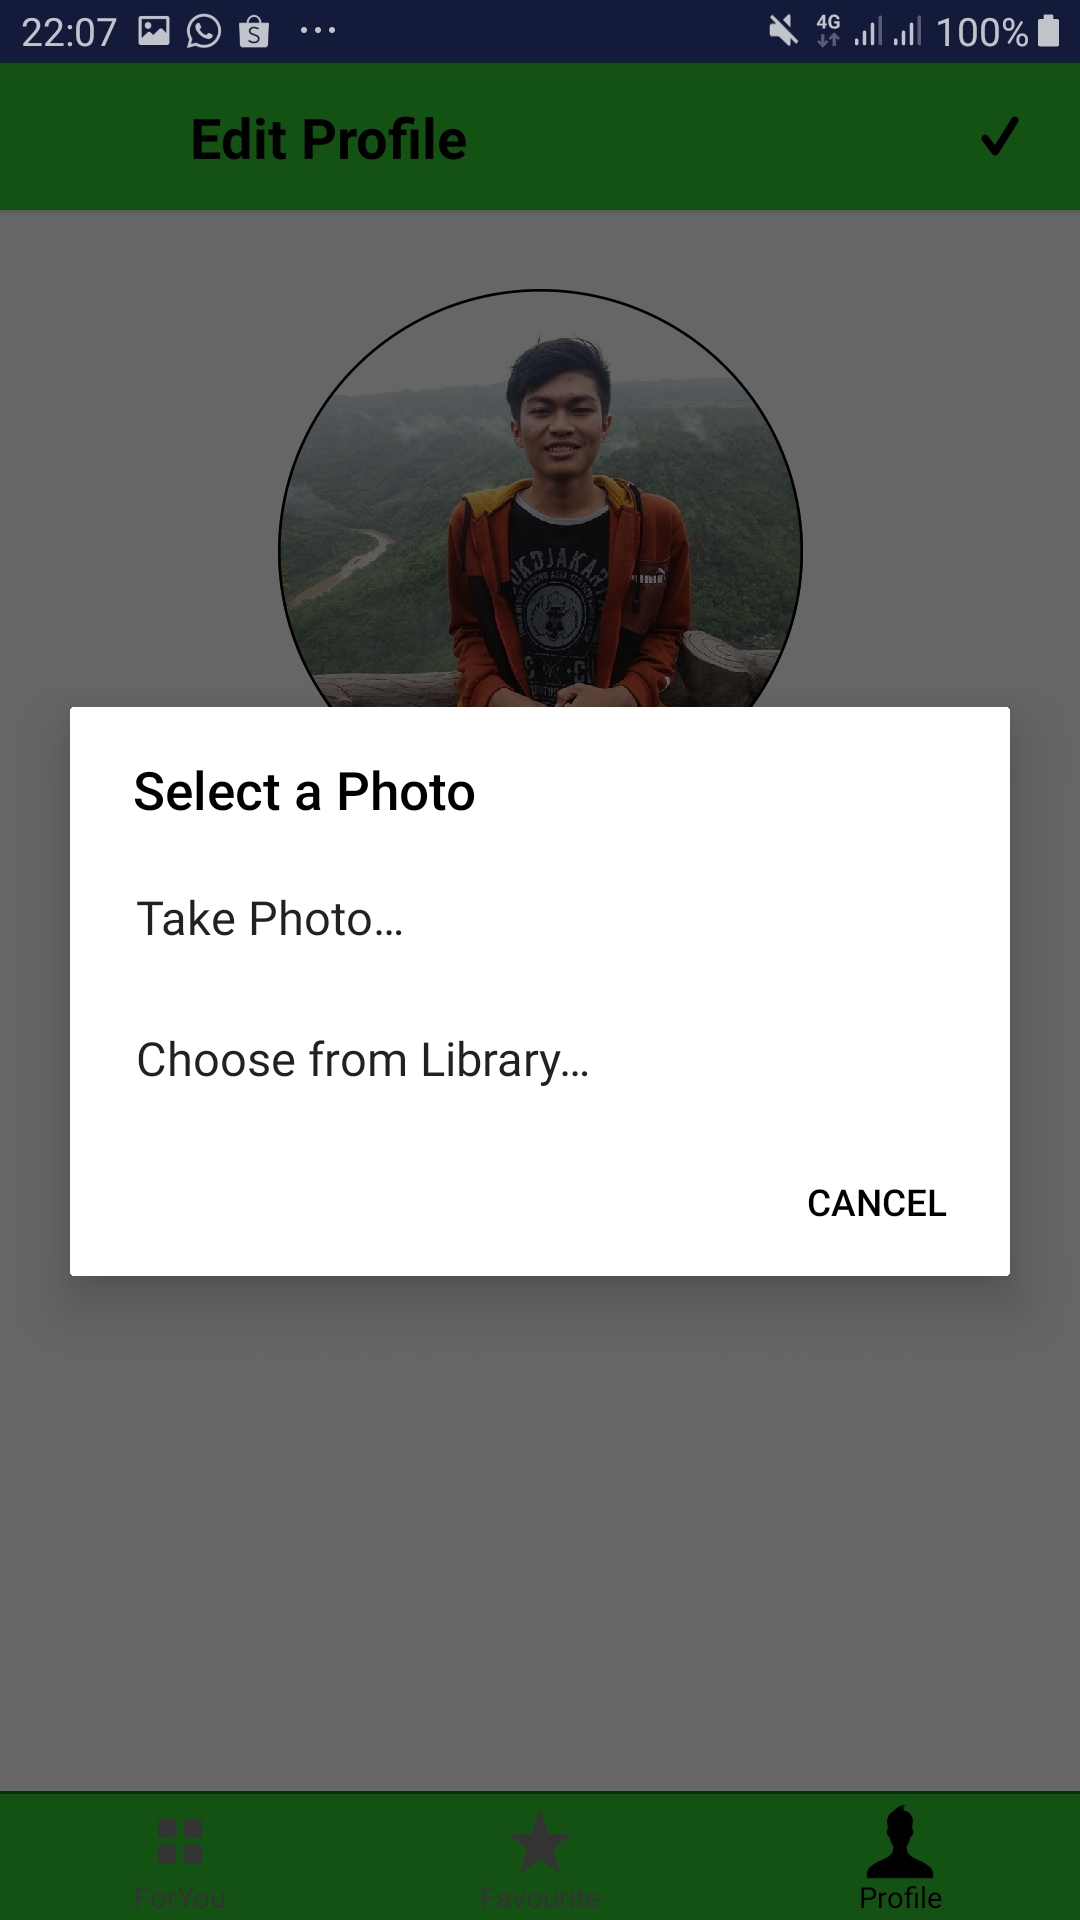 22:07
4G
100%
Edit Profile
Select a Photo
Take Photo...
Choose from Library...
CANCEL
ForYou
Favourite
Profile